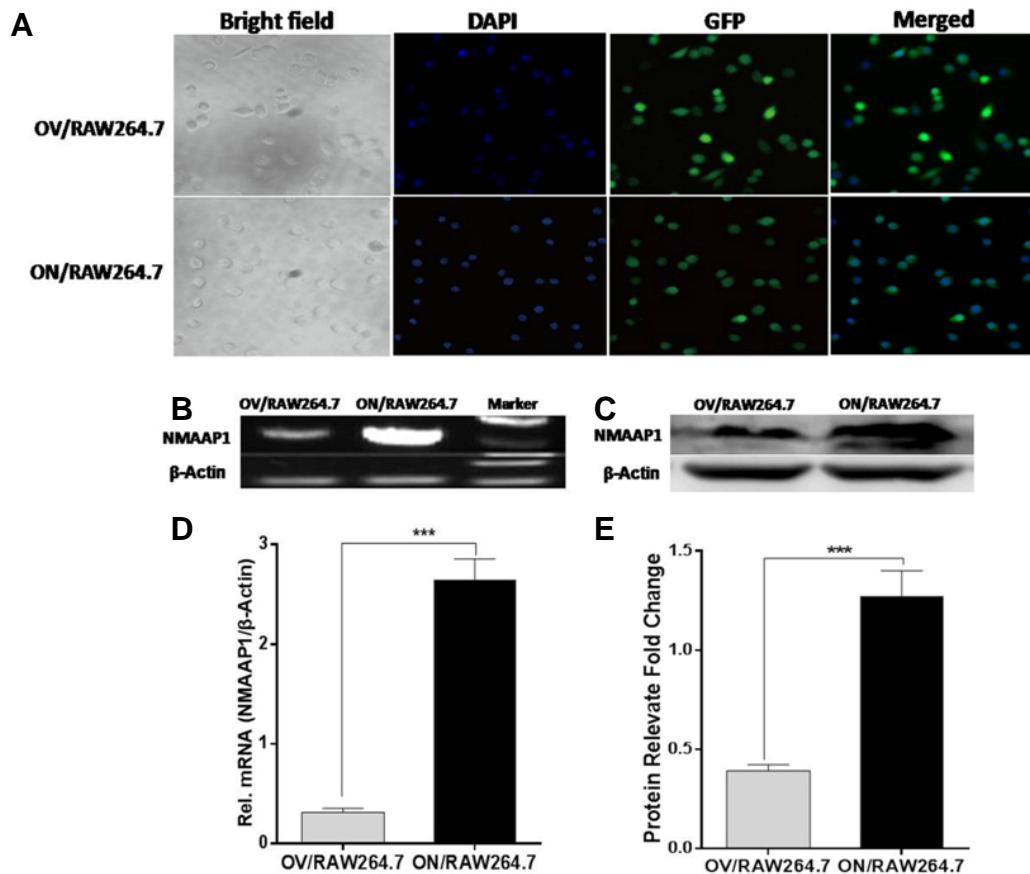 A
Bright field DAPI GFP Merged
OV/RAW264.7
ON/RAW264.7
B
OV/RAW264.7 ON/RAW264.7 Marker
NMAAP1
β-Actin
C
OV/RAW264.7 ON/RAW264.7
NMAAP1
β-Actin
D
Rel. mRNA (NMAAP1/β-Actin)
3
2
1
0
***
OV/RAW264.7 ON/RAW264.7
E
Protein Relevate Fold Change
1.5
1.0
0.5
0.0
***
OV/RAW264.7 ON/RAW264.7